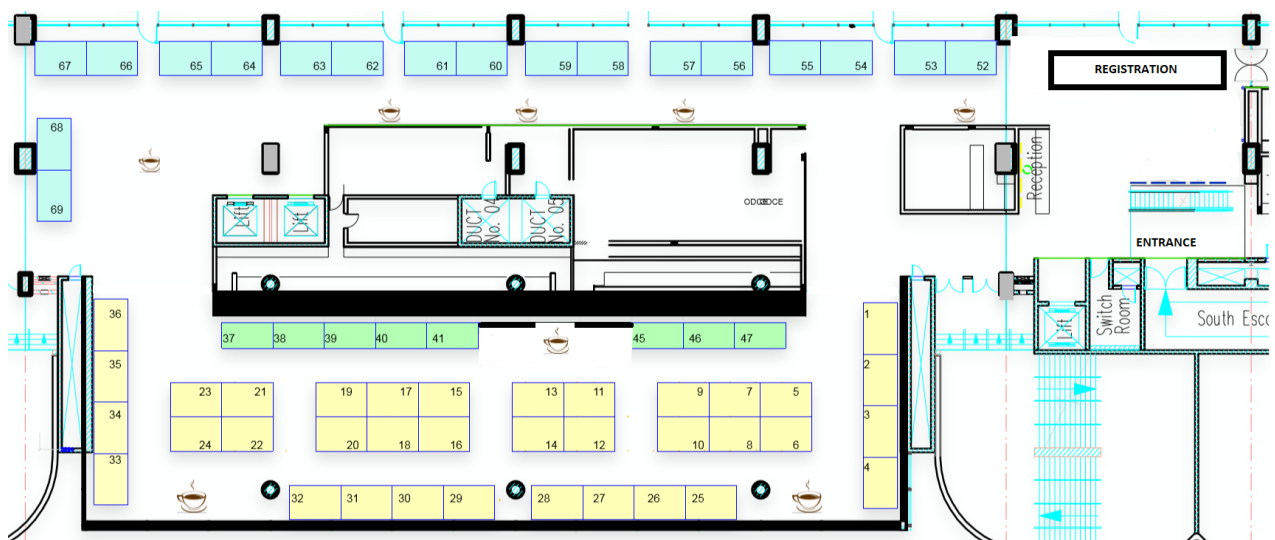 67 66 65 64 63 62 61 60 59 58 57 56 55 54 53 52
REGISTRATION
68
69
Reception
Lift
Lift
DUCT
No. 04
DUCT
No. 05
ENTRANCE
36
35
34
33
37 38 39 40 41
45 46 47
1
2
3
4
Lift
Switch
Room
South Esco
23 21 19 17 15 13 11 9 7 5
24 22 20 18 16 14 12 10 8 6
32 31 30 29 28 27 26 25